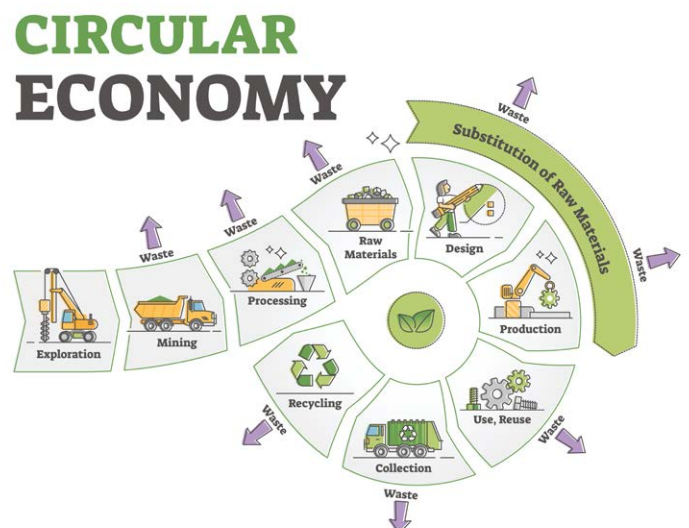 CIRCULAR
ECONOMY
Exploration
Mining
Waste
Processing
Waste
Raw
Materials
Waste
Design
Substitution of Raw Materials
Waste
Production
Waste
Use, Reuse
Waste
Collection
Waste
Recycling
Waste